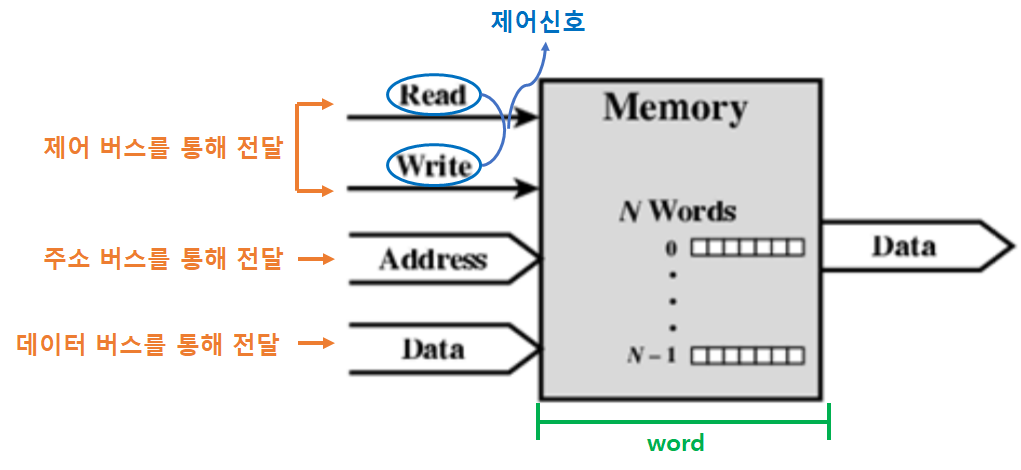 제어신호
Read
Memory
제어 버스를 통해 전달
Write
N Words
0
주소 버스를 통해 전달
Address
Data
데이터 버스를 통해 전달
Data
N – 1
word